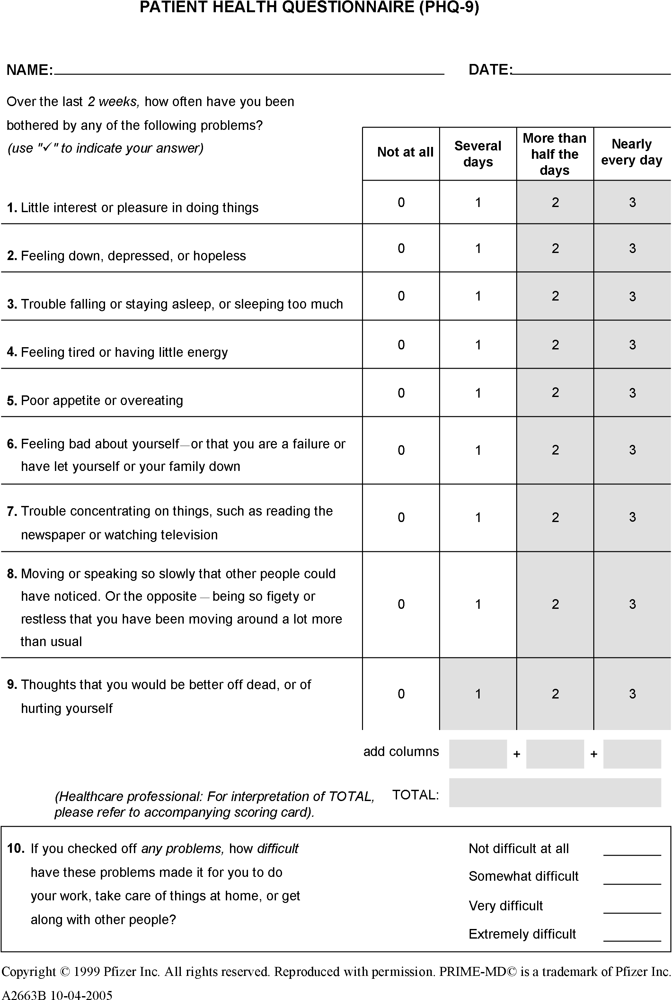 PATIENT HEALTH QUESTIONNAIRE (PHQ-9)
NAME: DATE:
Over the last 2 weeks, how often have you been
bothered by any of the following problems?
(use "✓" to indicate your answer)
Not at all
Several
days
More than
half the
days
Nearly
every day
1. Little interest or pleasure in doing things 0 1 2 3
2. Feeling down, depressed, or hopeless 0 1 2 3
3. Trouble falling or staying asleep, or sleeping too much 0 1 2 3
4. Feeling tired or having little energy 0 1 2 3
5. Poor appetite or overeating 0 1 2 3
6. Feeling bad about yourself—or that you are a failure or
have let yourself or your family down
0 1 2 3
7. Trouble concentrating on things, such as reading the
newspaper or watching television
0 1 2 3
8. Moving or speaking so slowly that other people could
have noticed. Or the opposite — being so figety or
restless that you have been moving around a lot more
than usual
0 1 2 3
9. Thoughts that you would be better off dead, or of
hurting yourself
0 1 2 3
add columns + +
(Healthcare professional: For interpretation of TOTAL,
please refer to accompanying scoring card).
TOTAL:
10. If you checked off any problems, how difficult
have these problems made it for you to do
your work, take care of things at home, or get
along with other people?
Not difficult at all
Somewhat difficult
Very difficult
Extremely difficult
Copyright © 1999 Pfizer Inc. All rights reserved. Reproduced with permission. PRIME-MD© is a trademark of Pfizer Inc.
A2663B 10-04-2005